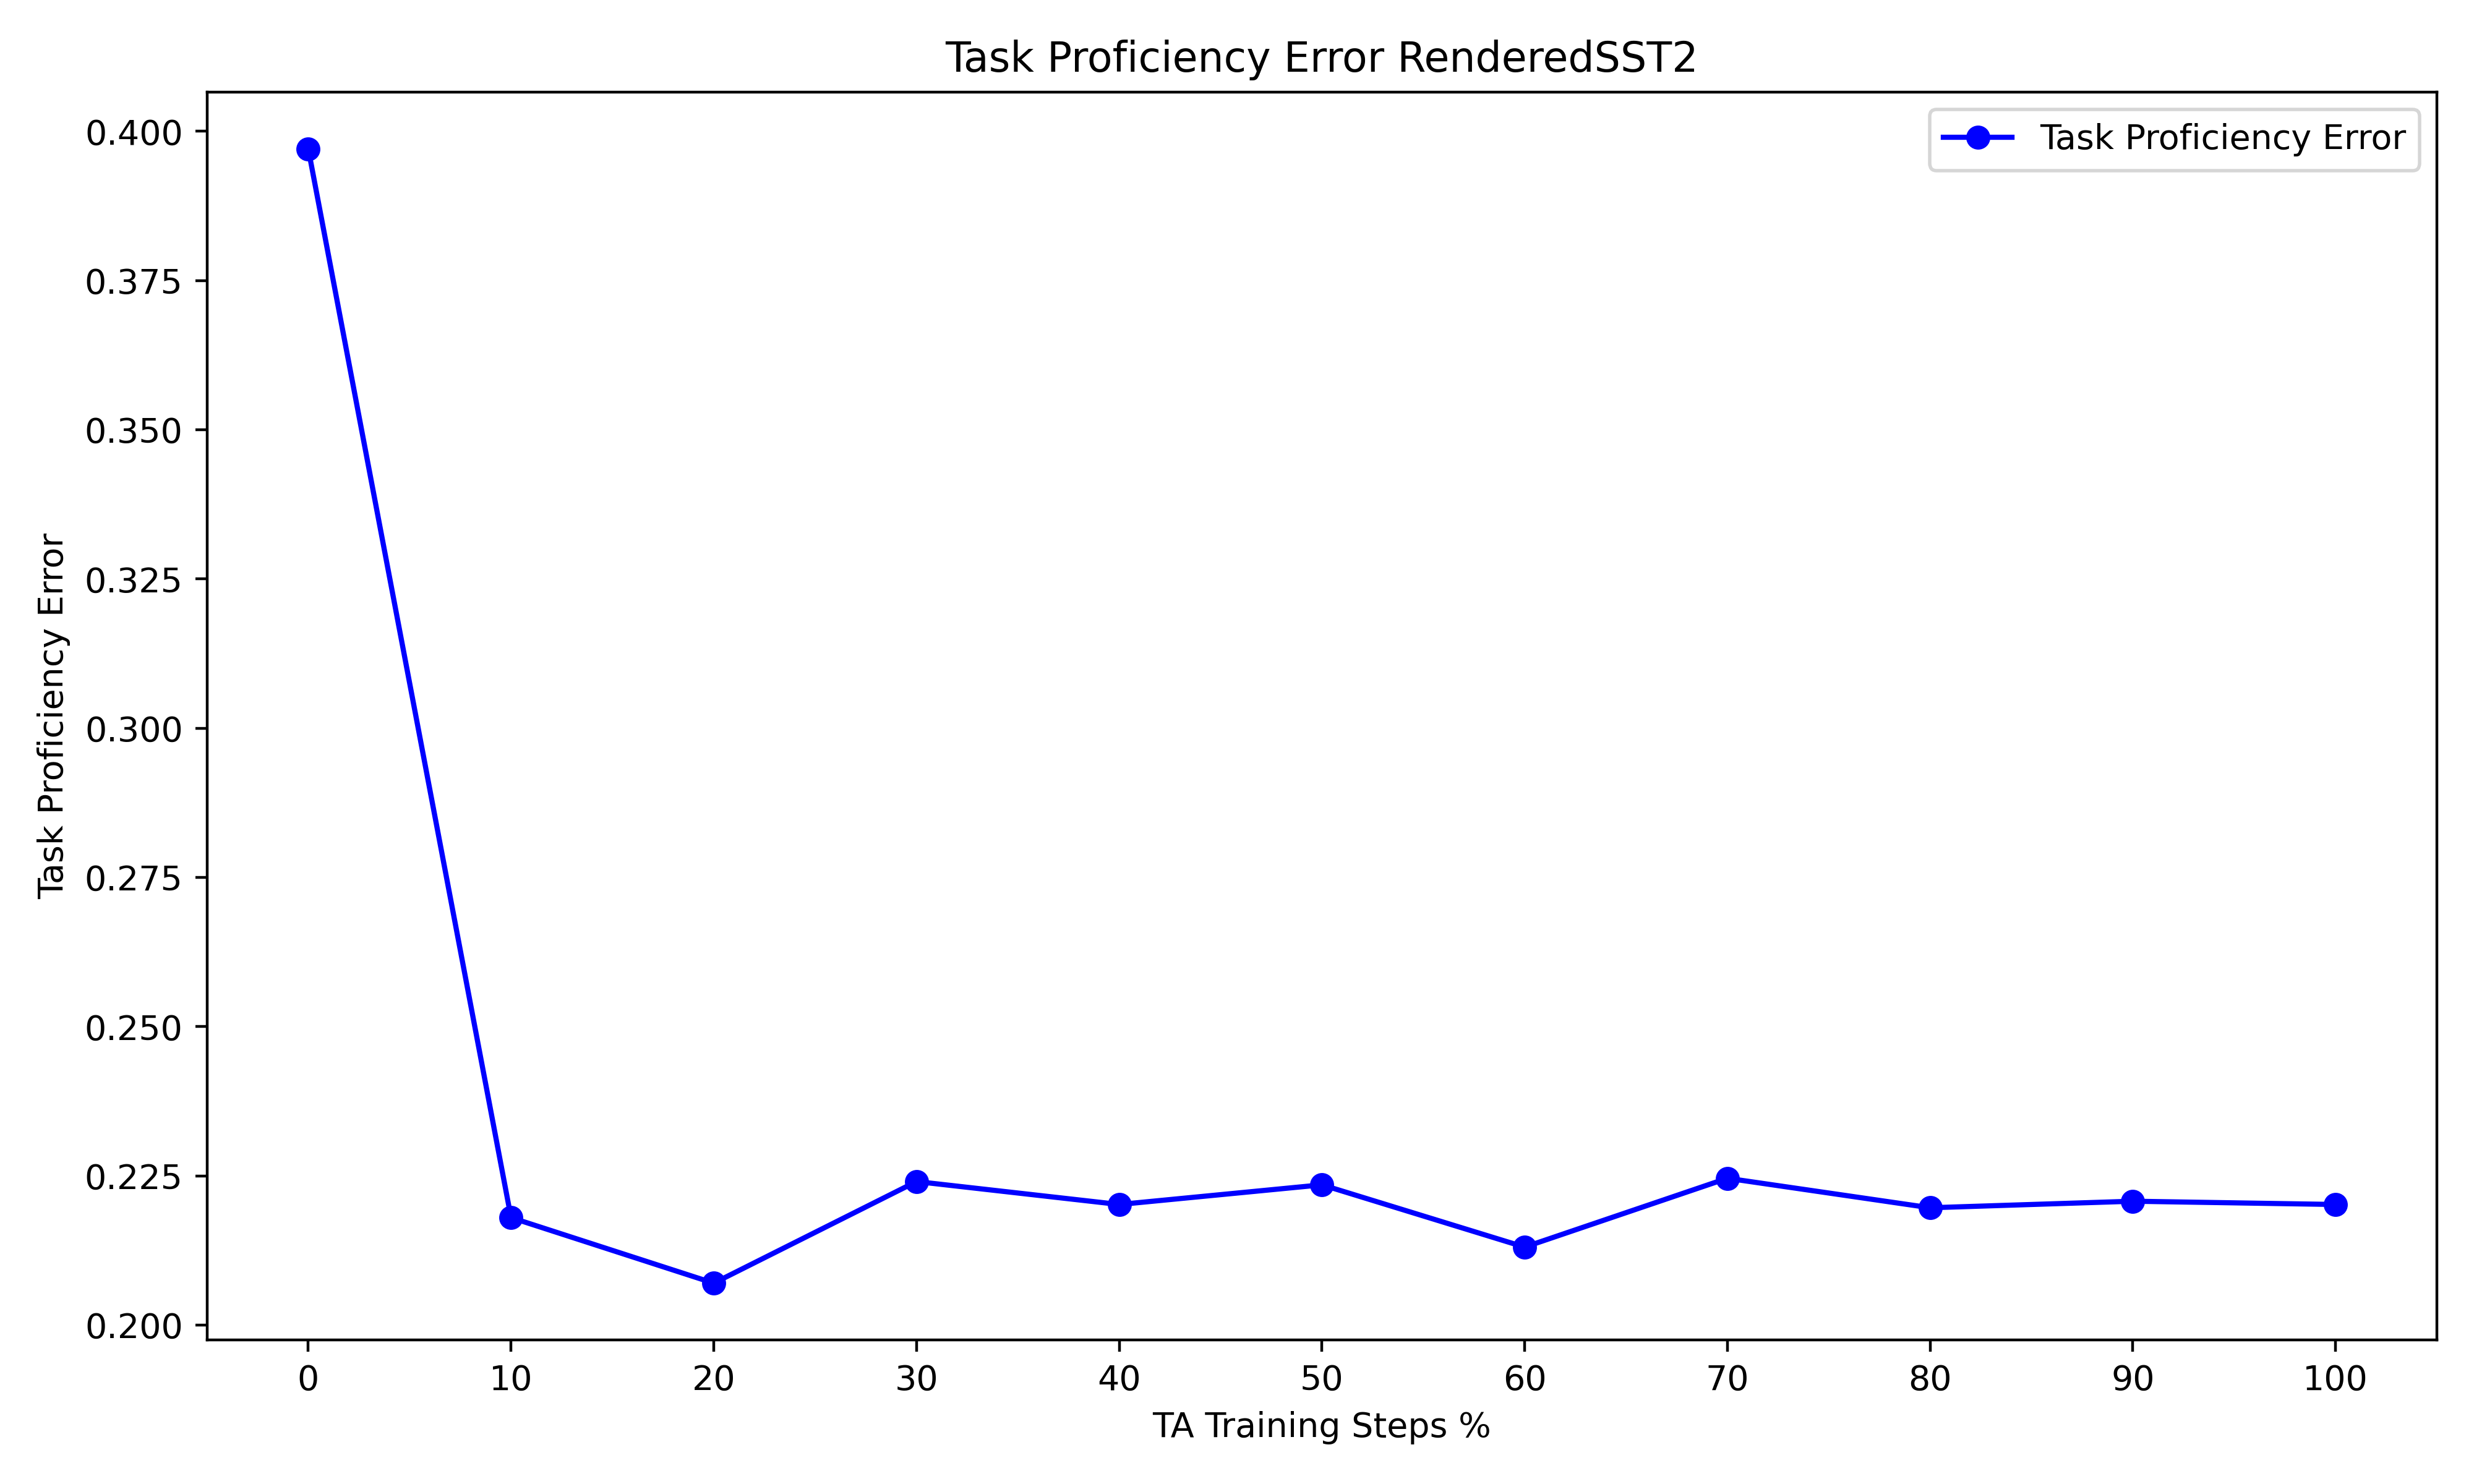 Task Proficiency Error RenderedSST2
Task Proficiency Error
0.400
0.375
0.350
0.325
0.300
0.275
0.250
0.225
0.200
Task Proficiency Error
0 10 20 30 40 50 60 70 80 90 100
TA Training Steps %